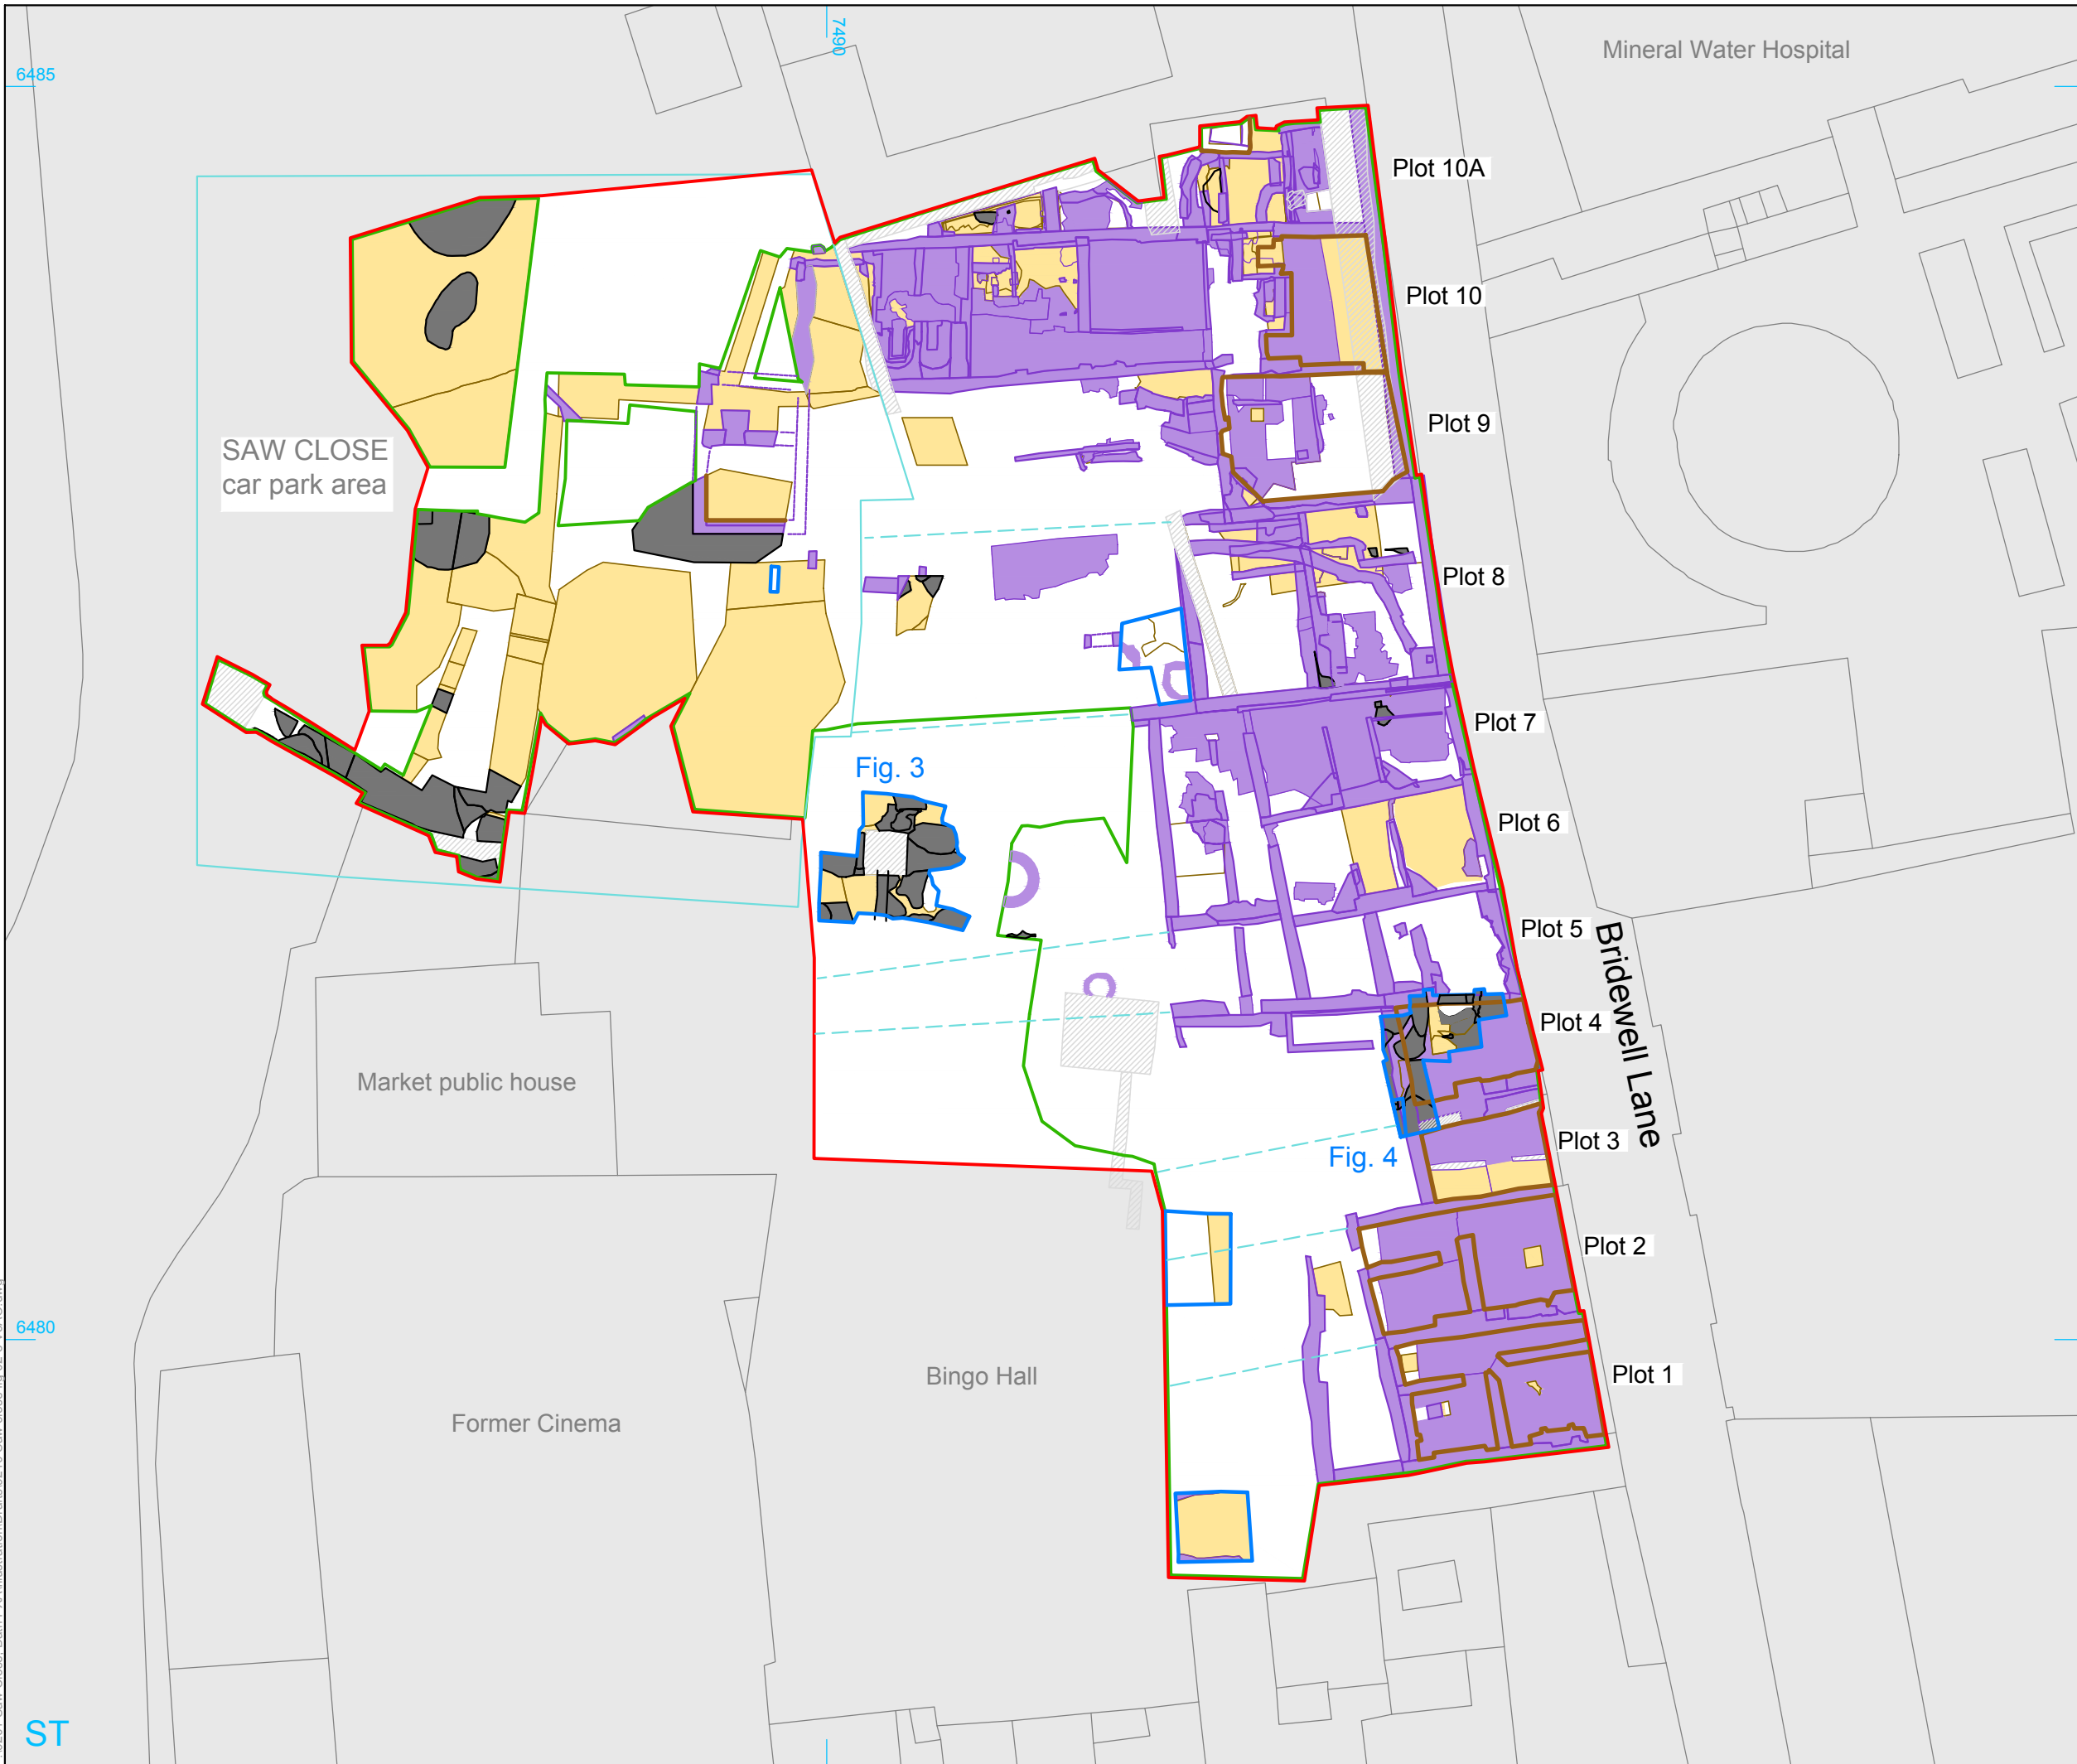 7490
Mineral Water Hospital
6485
Plot 10A
Plot 10
Plot 9
SAW CLOSE
car park area
Plot 8
Plot 7
Fig. 3
Plot 6
Plot 5
Bridewell Lane
Plot 4
Market public house
Plot 3
Fig. 4
Plot 2
6480
Bingo Hall
Plot 1
Former Cinema
ST